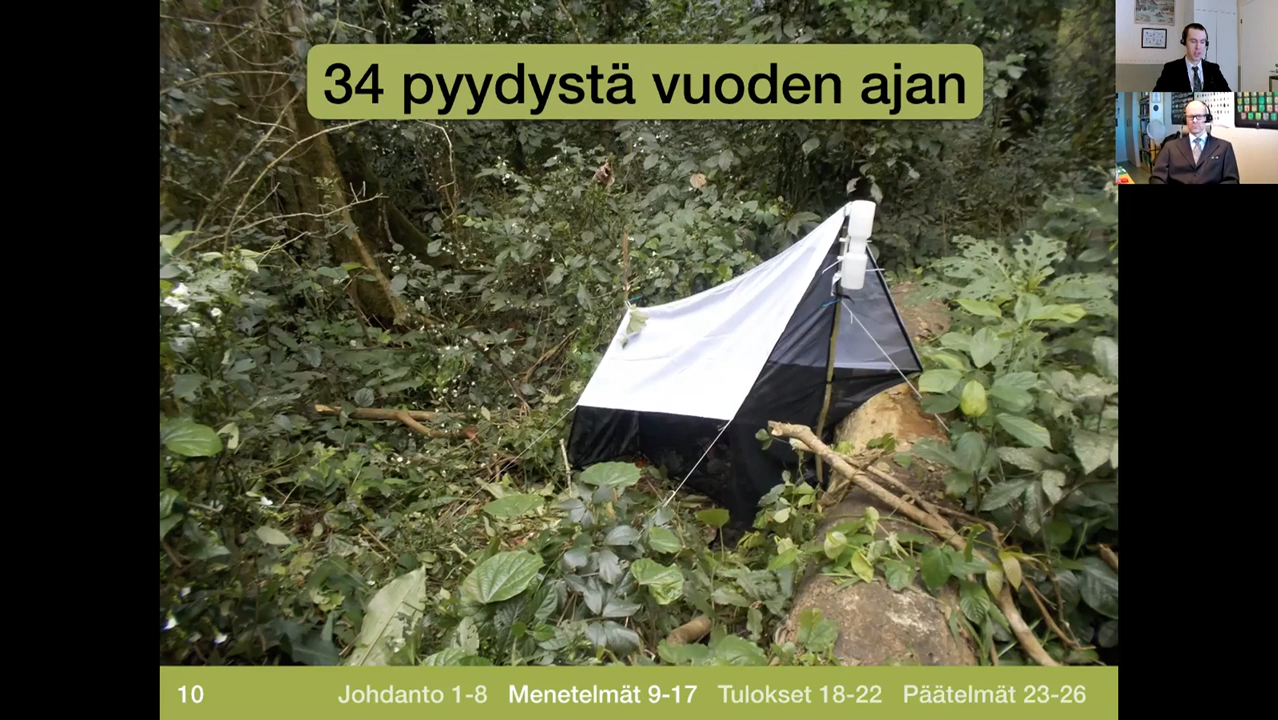 34 pyydystä vuoden ajan
10 Johdanto 1-8 Menetelmät 9-17 Tulokset 18-22 Päätelmät 23-26